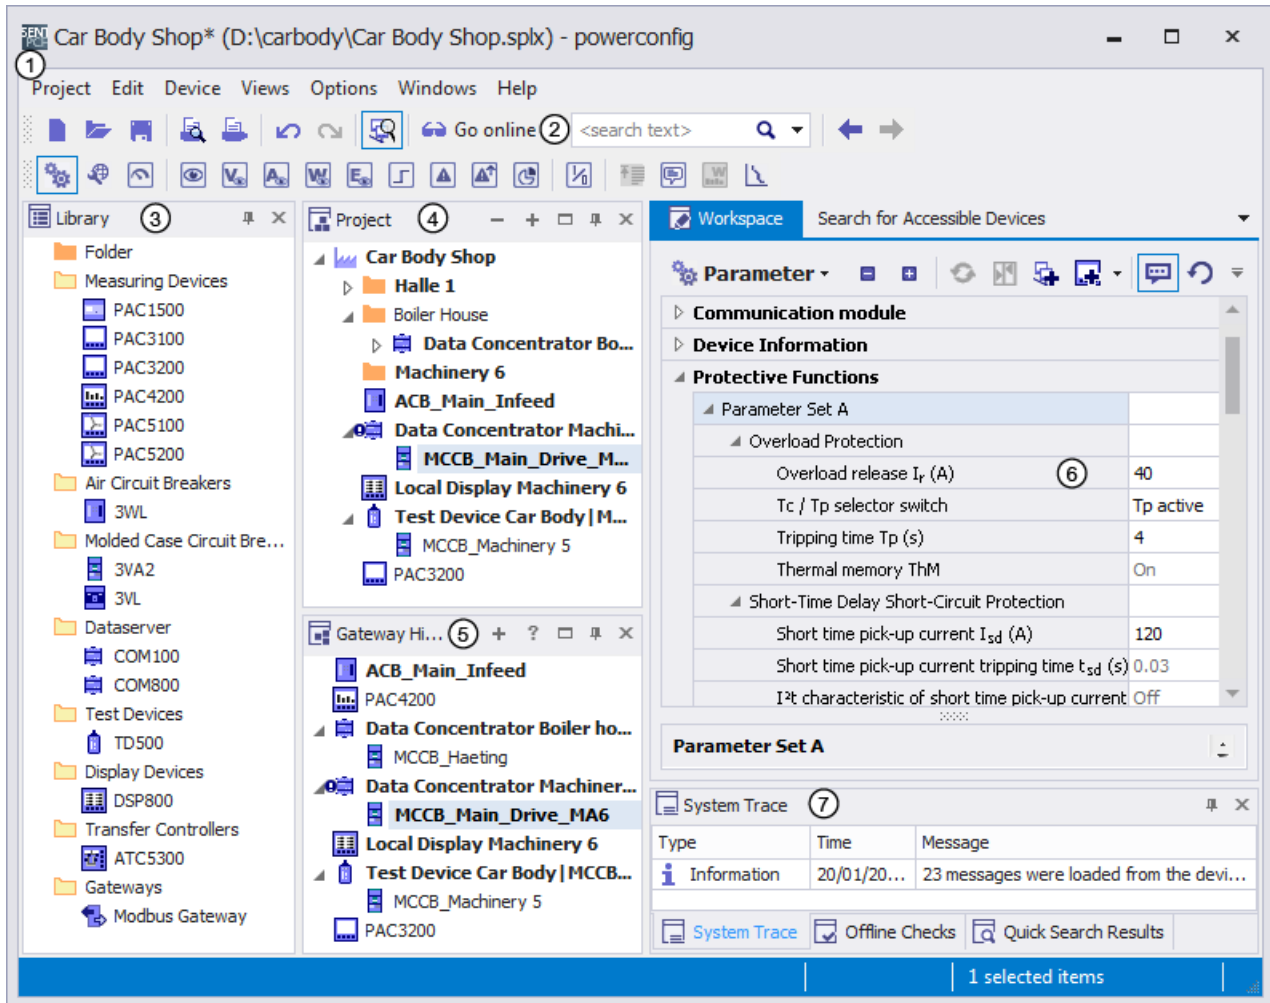 SENT
PCF
Car Body Shop* (D:\carbody\Car Body Shop.splx) - powerconfig
1
Project Edit Device Views Options Windows Help
Go online 2 <search text>
Library 3
Folder
Measuring Devices
PAC1500
PAC3100
PAC3200
PAC4200
PAC5100
PAC5200
Air Circuit Breakers
3WL
Molded Case Circuit Bre...
3VA2
3VL
Dataserver
COM100
COM800
Test Devices
TD500
Display Devices
DSP800
Transfer Controllers
ATC5300
Gateways
Modbus Gateway
Project 4
Car Body Shop
Halle 1
Boiler House
Data Concentrator Bo...
Machinery 6
ACB_Main_Infeed
Data Concentrator Machi...
MCCB_Main_Drive_M...
Local Display Machinery 6
Test Device Car Body|M...
MCCB_Machinery 5
PAC3200
Gateway Hi... 5
ACB_Main_Infeed
PAC4200
Data Concentrator Boiler ho...
MCCB_Haeting
Data Concentrator Machiner...
MCCB_Main_Drive_MA6
Local Display Machinery 6
Test Device Car Body|MCCB...
MCCB_Machinery 5
PAC3200
Workspace Search for Accessible Devices
Parameter
Communication module
Device Information
Protective Functions
Parameter Set A
Overload Protection
Overload release Ir (A) 6 40
Tc / Tp selector switch Tp active
Tripping time Tp (s) 4
Thermal memory ThM On
Short-Time Delay Short-Circuit Protection
Short time pick-up current Isd (A) 120
Short time pick-up current tripping time tsd (s) 0.03
I²t characteristic of short time pick-up current Off
Parameter Set A
System Trace 7
Type Time Message
Information 20/01/20... 23 messages were loaded from the devi...
System Trace Offline Checks Quick Search Results
1 selected items